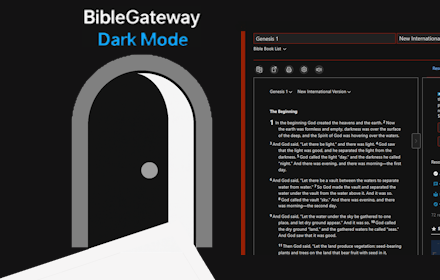 BibleGateway
Dark Mode
Genesis 1
New International
Bible Book List
Genesis 1
New International Version
The Beginning
1 In the beginning God created the heavens and the earth. 2 Now
the earth was formless and empty, darkness was over the surface
of the deep, and the Spirit of God was hovering over the waters.
3 And God said, "Let there be light," and there was light. 4 God saw
that the light was good, and he separated the light from the
darkness. 5 God called the light "day," and the darkness he called
"night." And there was evening, and there was morning—the first
day.
6 And God said, "Let there be a vault between the waters to separate
water from water." 7 So God made the vault and separated the
water under the vault from the water above it. And it was so.
8 God called the vault "sky." And there was evening, and there
was morning—the second day.
9 And God said, "Let the water under the sky be gathered to one
place, and let dry ground appear." And it was so. 10 God called
the dry ground "land," and the gathered waters he called "seas."
And God saw that it was good.
11 Then God said, "Let the land produce vegetation: seed-bearing
plants and trees on the land that bear fruit with seed in it,